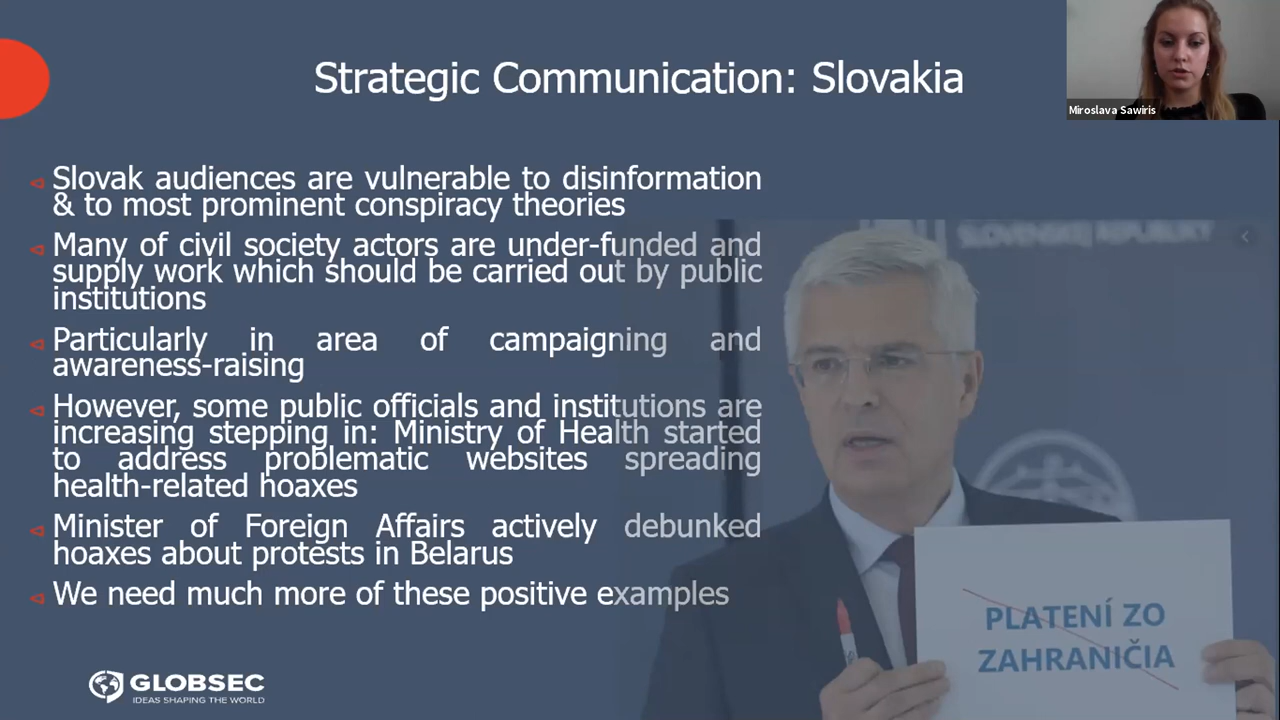 Strategic Communication: Slovakia
Miroslava Sawiris
Slovak audiences are vulnerable to disinformation
& to most prominent conspiracy theories
Many of civil society actors are under-funded and
supply work which should be carried out by public
institutions
Particularly in area of campaigning and
awareness-raising
However, some public officials and institutions are
increasing stepping in: Ministry of Health started
to address problematic websites spreading
health-related hoaxes
Minister of Foreign Affairs actively debunked
hoaxes about protests in Belarus
We need much more of these positive examples
SLOVENSKEJ REPUBLIKY
PLATENÍ ZO
ZAHRANIČIA
GLOBSEC
IDEAS SHAPING THE WORLD